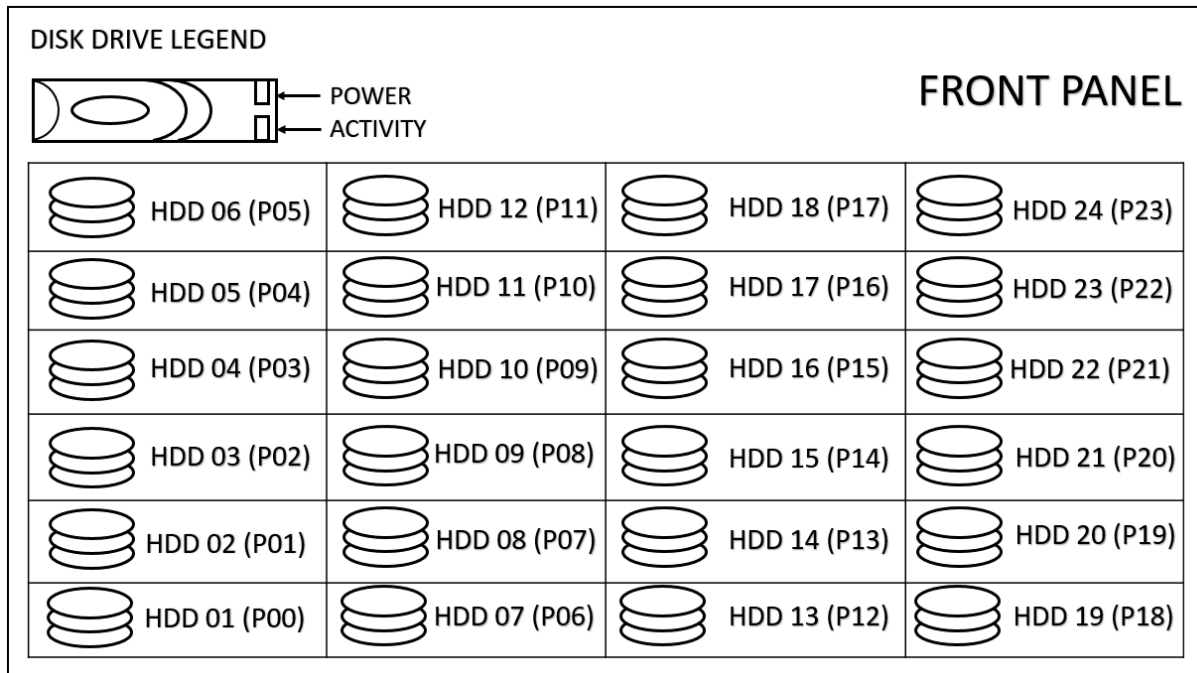 DISK DRIVE LEGEND
FRONT PANEL
POWER
ACTIVITY
HDD 06 (P05) HDD 12 (P11) HDD 18 (P17) HDD 24 (P23)
HDD 05 (P04) HDD 11 (P10) HDD 17 (P16) HDD 23 (P22)
HDD 04 (P03) HDD 10 (P09) HDD 16 (P15) HDD 22 (P21)
HDD 03 (P02) HDD 09 (P08) HDD 15 (P14) HDD 21 (P20)
HDD 02 (P01) HDD 08 (P07) HDD 14 (P13) HDD 20 (P19)
HDD 01 (P00) HDD 07 (P06) HDD 13 (P12) HDD 19 (P18)